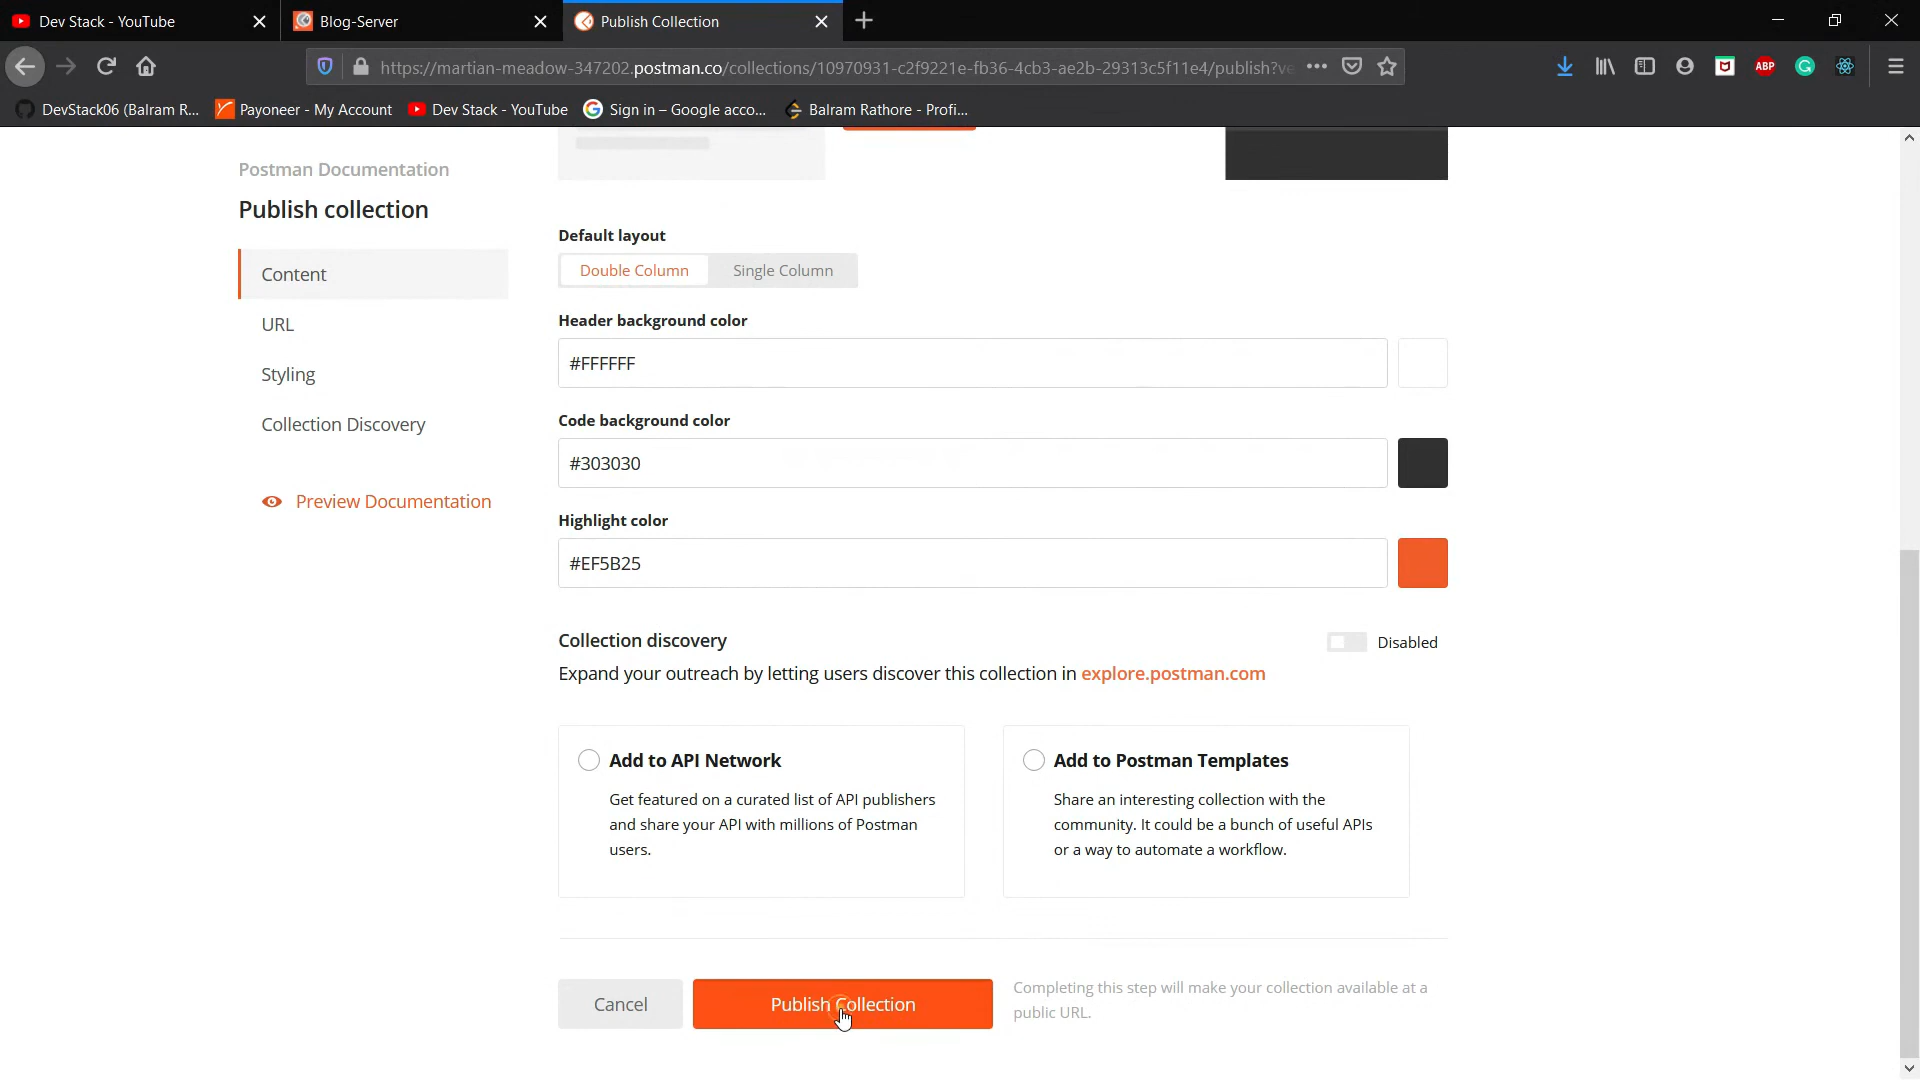 Dev Stack - YouTube
Blog-Server
Publish Collection
https://martian-meadow-347202.postman.co/collections/10970931-c2f9221e-fb36-4cb3-ae2b-29313c5f11e4/publish?ve
ABP
DevStack06 (Balram R...
Payoneer - My Account
Dev Stack - YouTube
Sign in – Google acco...
Balram Rathore - Profi...
Postman Documentation
Publish collection
Content
URL
Styling
Collection Discovery
Preview Documentation
Default layout
Double Column
Single Column
Header background color
#FFFFFF
Code background color
#303030
Highlight color
#EF5B25
Collection discovery
Disabled
Expand your outreach by letting users discover this collection in explore.postman.com
Add to API Network
Get featured on a curated list of API publishers
and share your API with millions of Postman
users.
Add to Postman Templates
Share an interesting collection with the
community. It could be a bunch of useful APIs
or a way to automate a workflow.
Cancel
Publish Collection
Completing this step will make your collection available at a
public URL.